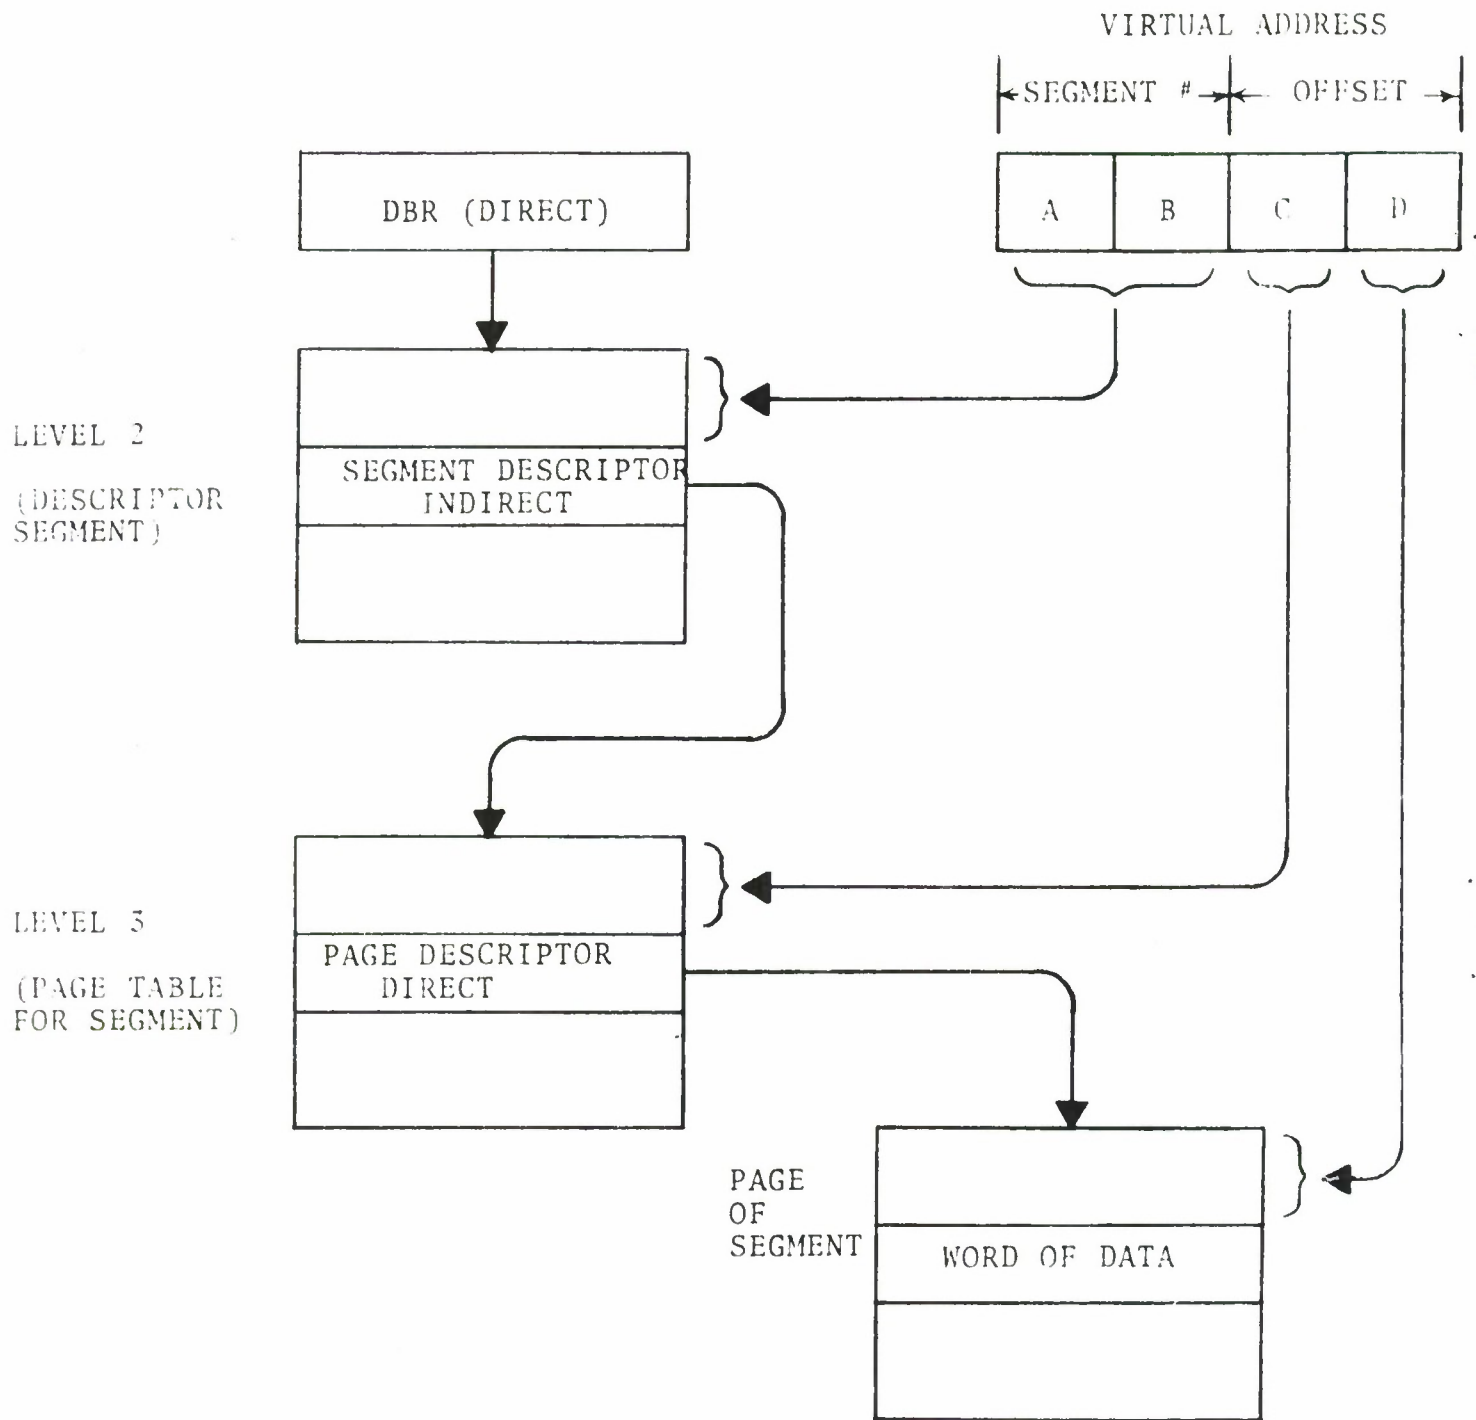 VIRTUAL ADDRESS
SEGMENT #
OFFSET
DBR (DIRECT)
A
B
C
D
LEVEL 2
(DESCRIPTOR
SEGMENT)
SEGMENT DESCRIPTOR
INDIRECT
LEVEL 3
(PAGE TABLE
FOR SEGMENT)
PAGE DESCRIPTOR
DIRECT
PAGE
OF
SEGMENT
WORD OF DATA